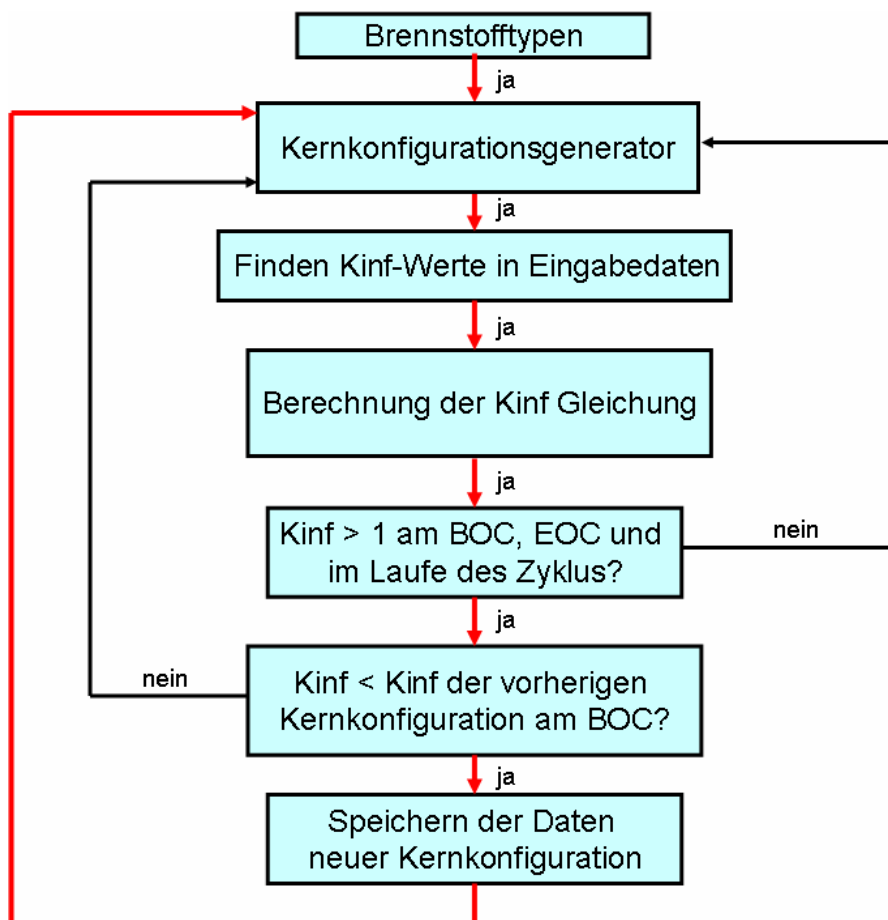 Brennstofftypen
ja
Kernkonfigurationsgenerator
ja
Finden Kinf-Werte in Eingabedaten
ja
Berechnung der Kinf Gleichung
ja
Kinf > 1 am BOC, EOC und
im Laufe des Zyklus?
nein
ja
nein
Kinf < Kinf der vorherigen
Kernkonfiguration am BOC?
ja
Speichern der Daten
neuer Kernkonfiguration